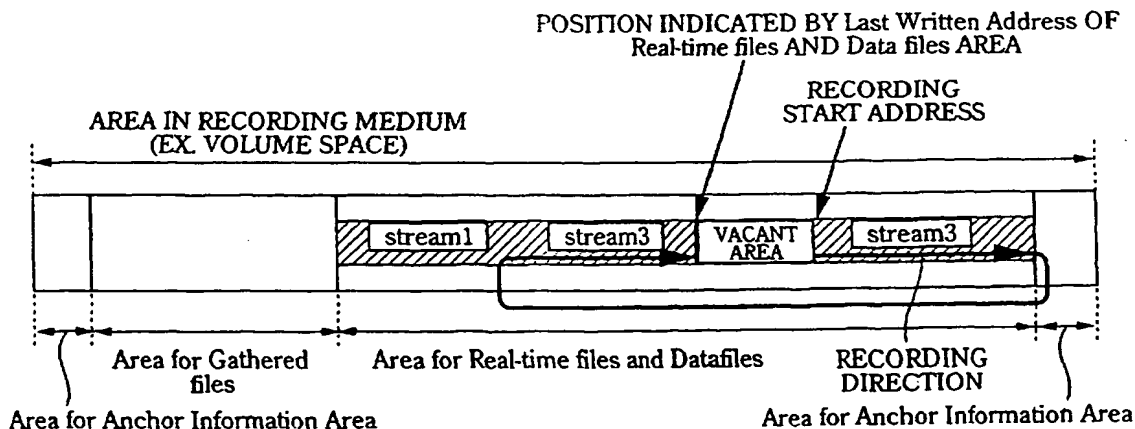 POSITION INDICATED BY Last Written Address OF
Real-time files AND Data files AREA
RECORDING
START ADDRESS
AREA IN RECORDING MEDIUM
(EX. VOLUME SPACE)
stream1
stream3
VACANT
AREA
stream3
Area for Gathered
files
Area for Real-time files and Datafiles
RECORDING
DIRECTION
Area for Anchor Information Area
Area for Anchor Information Area